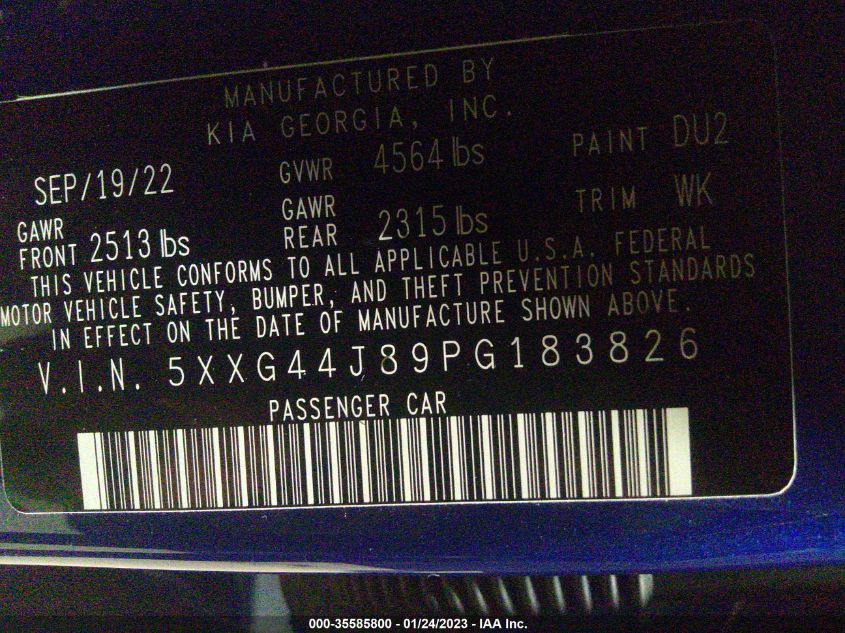 MANUFACTURED BY
KIA GEORGIA, INC.
SEP/19/22 GVWR 4564 lbs PAINT DU2
GAWR FRONT 2513 lbs GAWR REAR 2315 lbs TRIM WK
THIS VEHICLE CONFORMS TO ALL APPLICABLE U.S.A. FEDERAL
MOTOR VEHICLE SAFETY, BUMPER, AND THEFT PREVENTION STANDARDS
IN EFFECT ON THE DATE OF MANUFACTURE SHOWN ABOVE.
V.I.N. 5XXG44J89PG183826
PASSENGER CAR
000-35585800 - 01/24/2023 - IAA Inc.